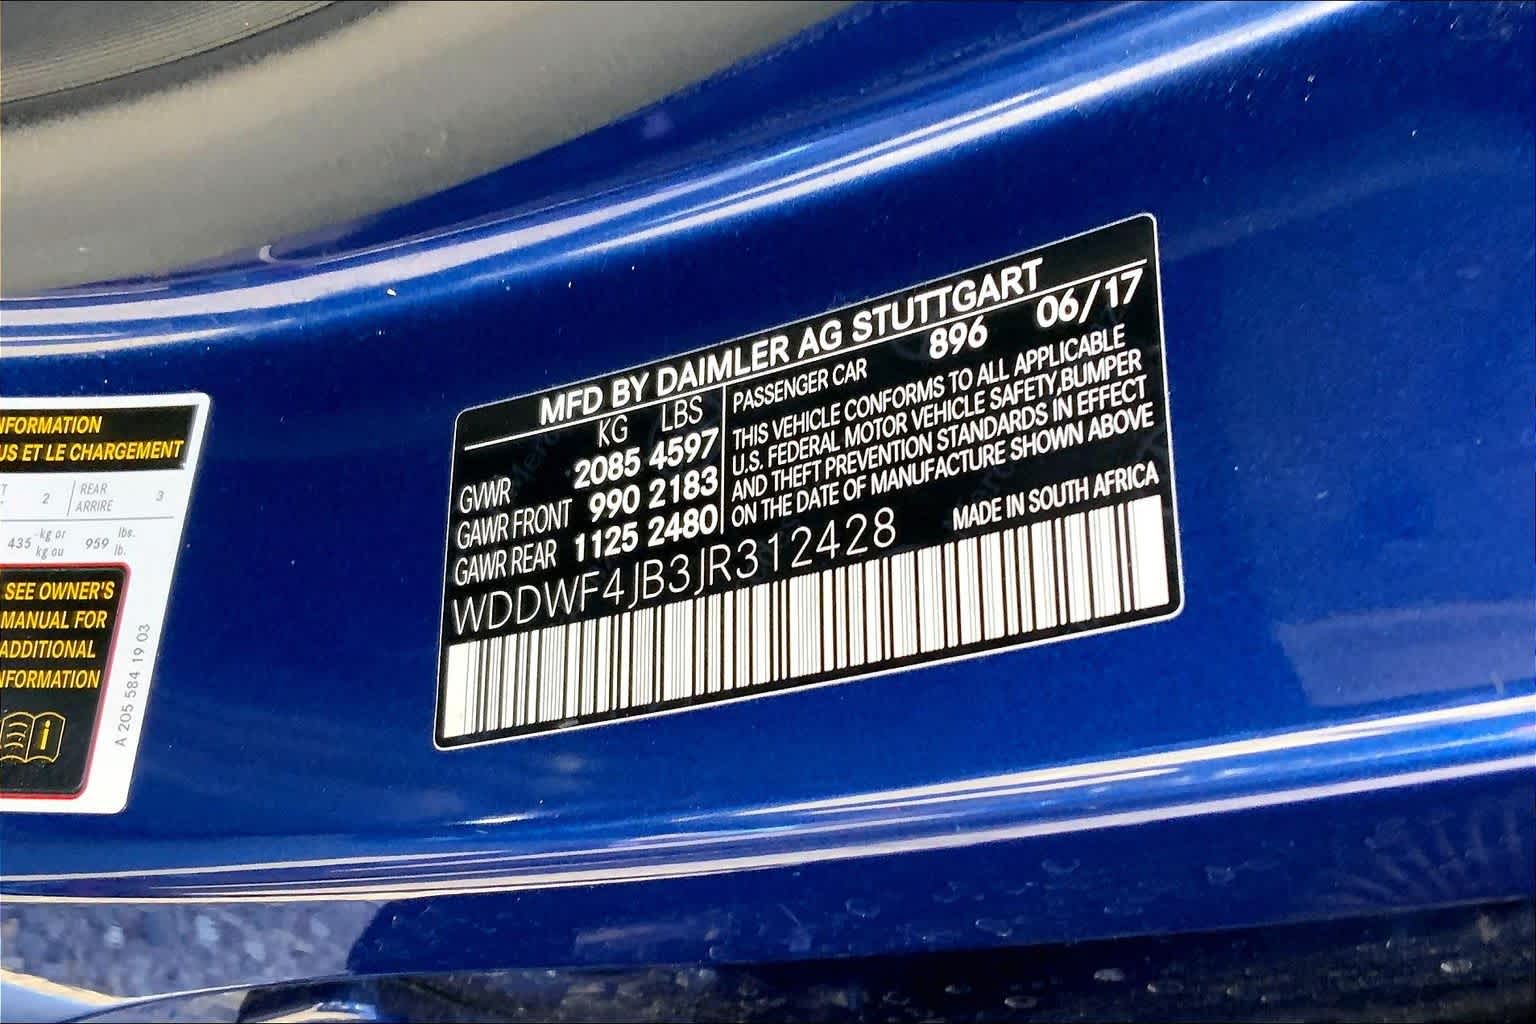 NFORMATION
US ET LE CHARGEMENT
T 2 REAR 3
ARRIERE
435 kg or 959 lbs.
kg ou lb.
SEE OWNER'S
MANUAL FOR
ADDITIONAL
NFORMATION
i
A 205 584 19 03
MFD BY DAIMLER AG STUTTGART
KG LBS
GVWR 2085 4597
GAWR FRONT 990 2183
GAWR REAR 1125 2480
PASSENGER CAR 896 06/17
THIS VEHICLE CONFORMS TO ALL APPLICABLE
U.S. FEDERAL MOTOR VEHICLE SAFETY,BUMPER
AND THEFT PREVENTION STANDARDS IN EFFECT
ON THE DATE OF MANUFACTURE SHOWN ABOVE
MADE IN SOUTH AFRICA
WDDWF4JB3JR312428